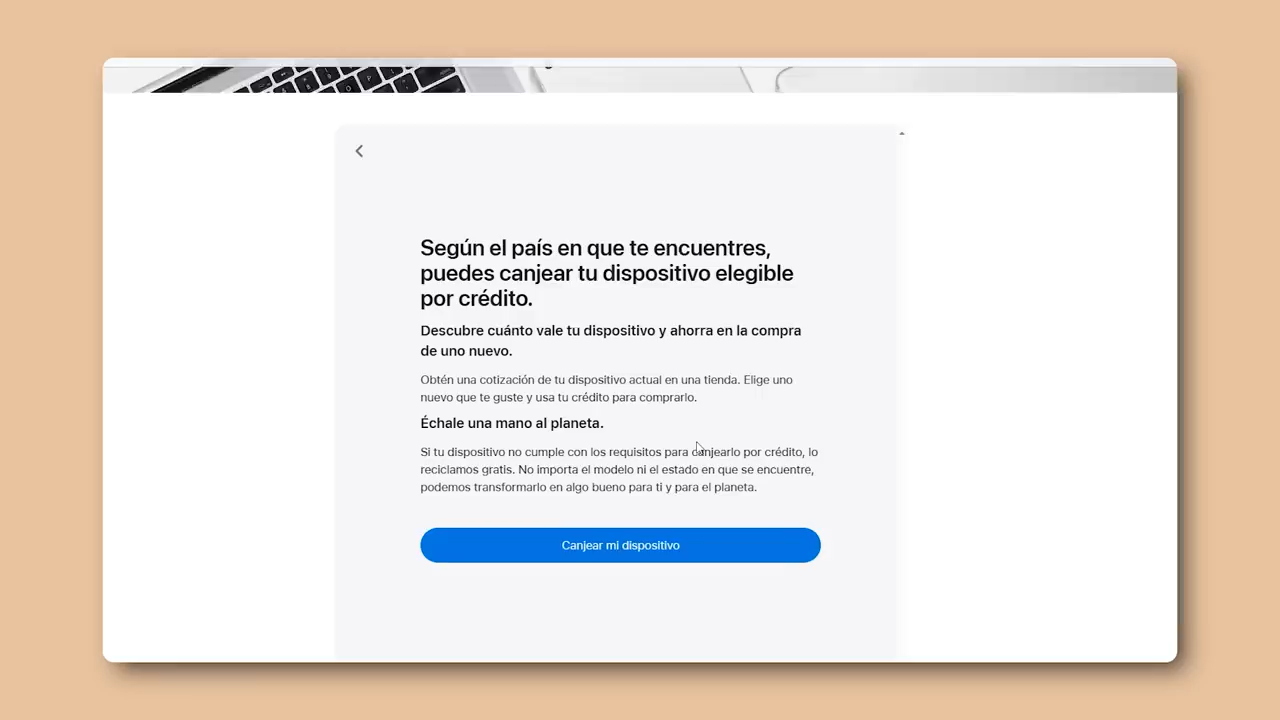 Según el país en que te encuentres,
puedes canjear tu dispositivo elegible
por crédito.
Descubre cuánto vale tu dispositivo y ahorra en la compra
de uno nuevo.
Obtén una cotización de tu dispositivo actual en una tienda. Elige uno
nuevo que te guste y usa tu crédito para comprarlo.
Échale una mano al planeta.
Si tu dispositivo no cumple con los requisitos para canjearlo por crédito, lo
reciclamos gratis. No importa el modelo ni el estado en que se encuentre,
podemos transformarlo en algo bueno para ti y para el planeta.
Canjear mi dispositivo